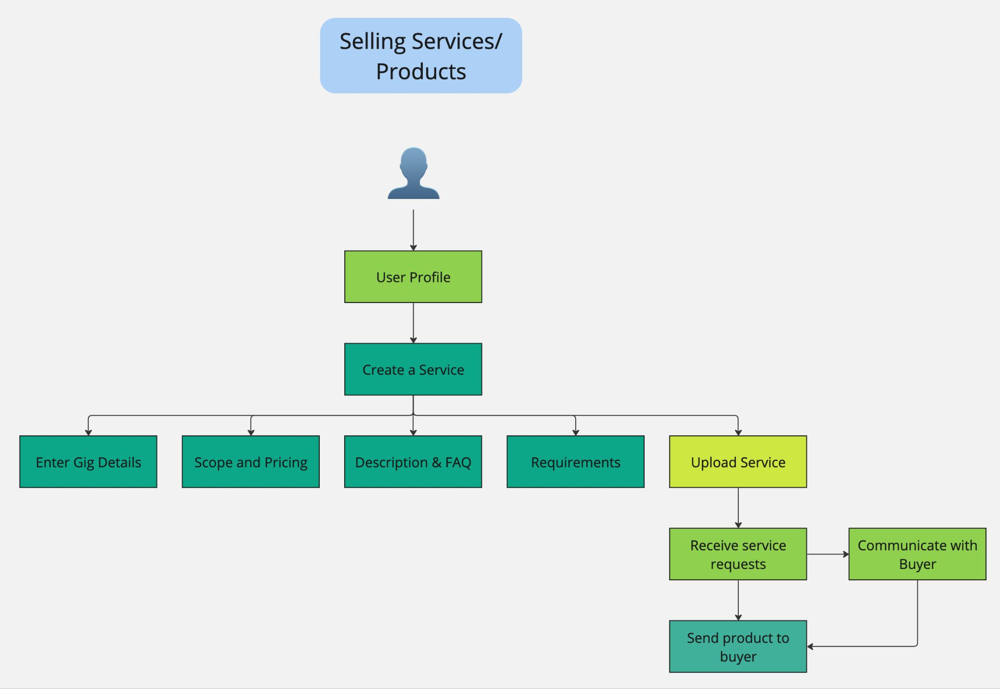 Selling Services/
Products
User Profile
Create a Service
Enter Gig Details
Scope and Pricing
Description & FAQ
Requirements
Upload Service
Receive service
requests
Communicate with
Buyer
Send product to
buyer